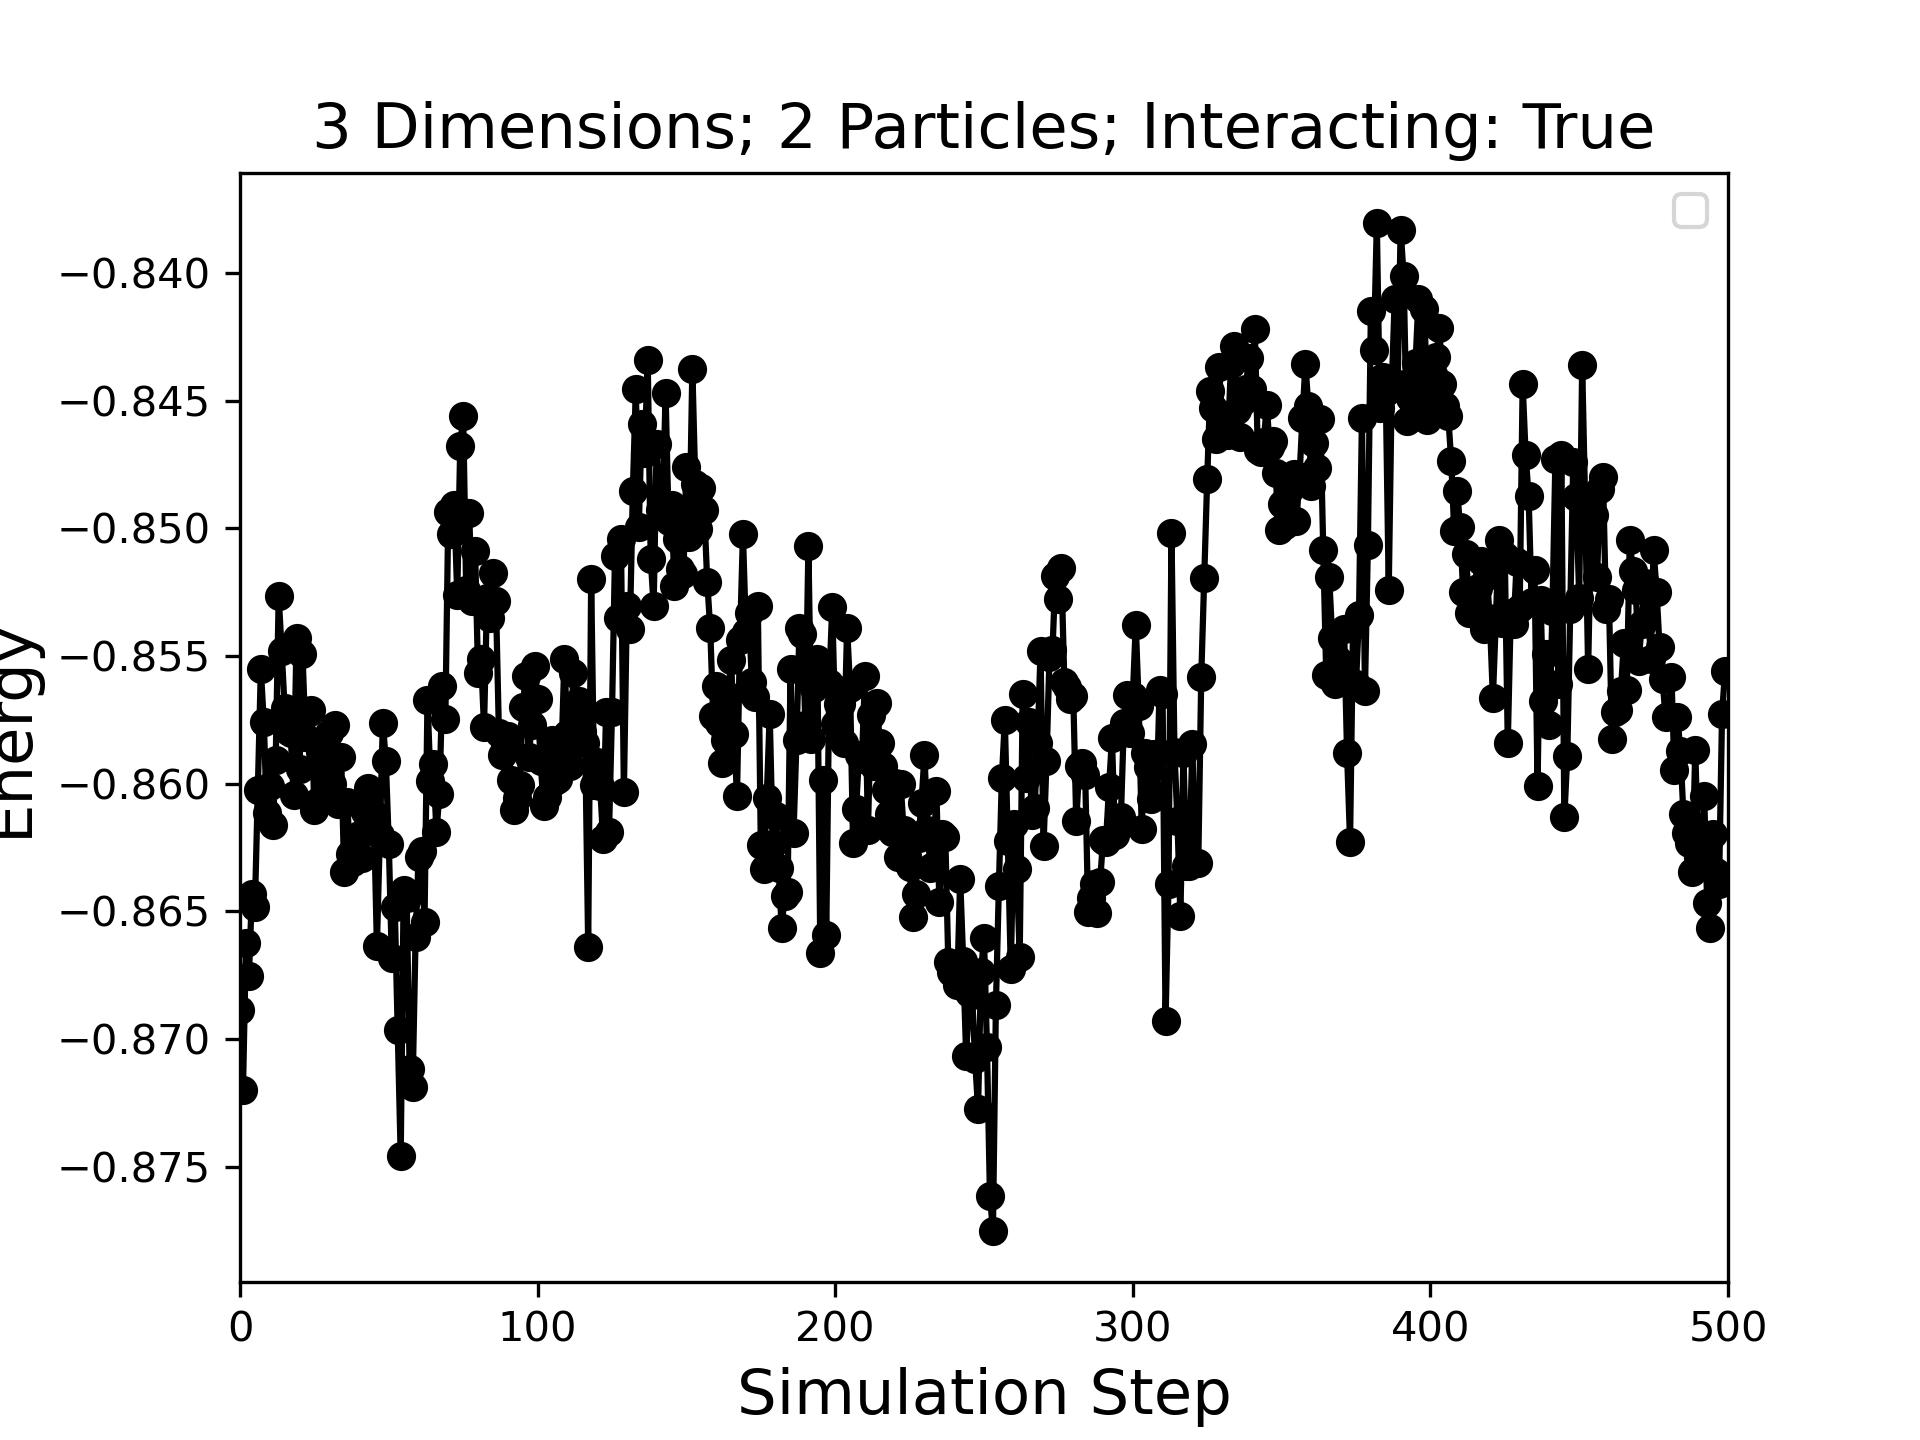 3 Dimensions; 2 Particles; Interacting: True
Energy
−0.840
−0.845
−0.850
−0.855
−0.860
−0.865
−0.870
−0.875
0 100 200 300 400 500
Simulation Step